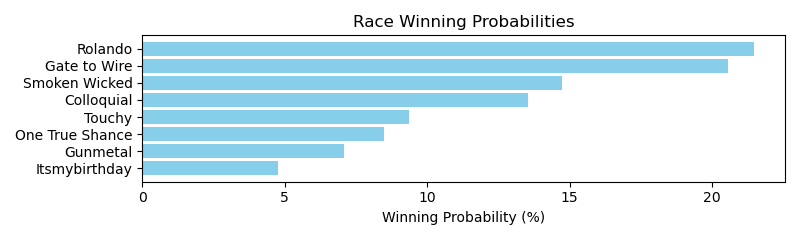 Race Winning Probabilities
Rolando
Gate to Wire
Smoken Wicked
Colloquial
Touchy
One True Shance
Gunmetal
Itsmybirthday
0 5 10 15 20
Winning Probability (%)